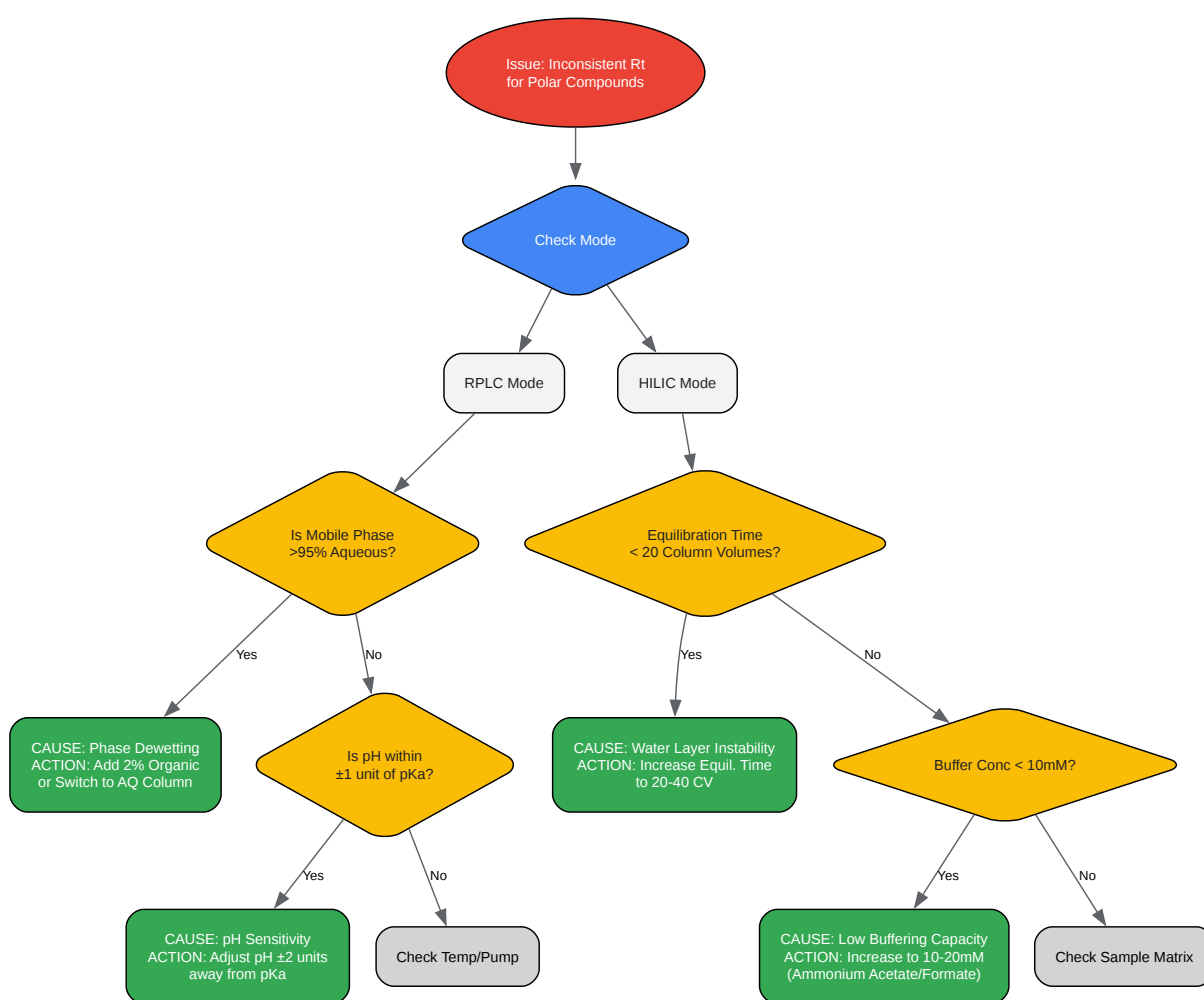 Issue: Inconsistent Rt
for Polar Compounds
Check Mode
RPLC Mode
HILIC Mode
Is Mobile Phase
>95% Aqueous?
Equilibration Time
< 20 Column Volumes?
Yes
No
Yes
No
CAUSE: Phase Dewetting
ACTION: Add 2% Organic
or Switch to AQ Column
Is pH within
±1 unit of pKa?
CAUSE: Water Layer Instability
ACTION: Increase Equil. Time
to 20-40 CV
Buffer Conc < 10mM?
Yes
No
Yes
No
CAUSE: pH Sensitivity
ACTION: Adjust pH ±2 units
away from pKa
Check Temp/Pump
CAUSE: Low Buffering Capacity
ACTION: Increase to 10-20mM
(Ammonium Acetate/Formate)
Check Sample Matrix